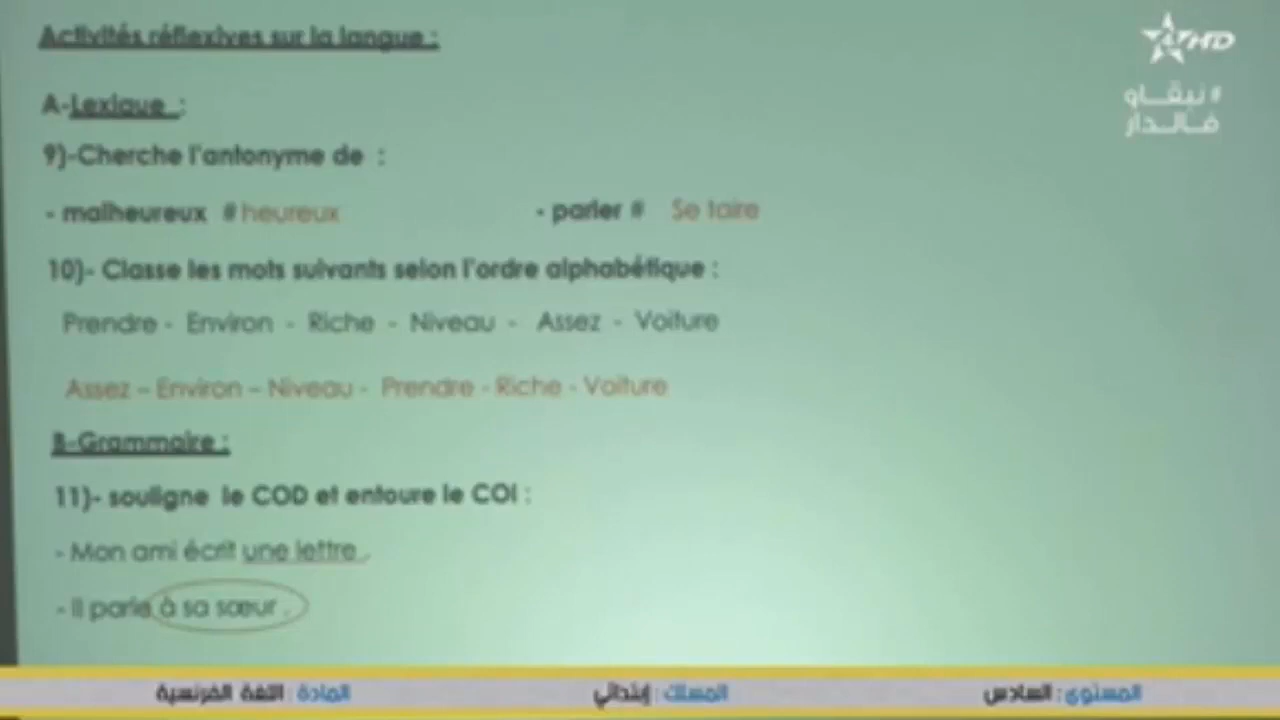 Activités réflexives sur la langue :
A-Lexique :
9)-Cherche l'antonyme de :
- malheureux # heureux - parler # Se taire
10)- Classe les mots suivants selon l'ordre alphabétique :
Prendre - Environ - Riche - Niveau - Assez - Voiture
Assez – Environ – Niveau - Prendre - Riche - Voiture
B-Grammaire :
11)- souligne le COD et entoure le COI :
- Mon ami écrit une lettre .
- Il parle à sa sœur .
HD
#نبقاو
فالدار
المستوى : السادس المسلك : إبتدائي المادة : اللغة الفرنسية